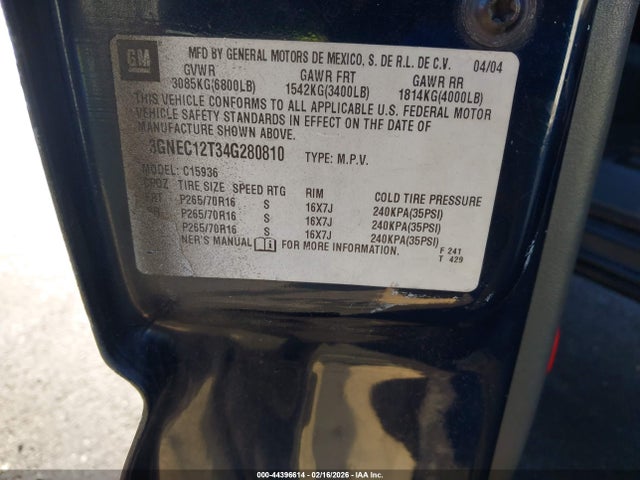 GM
MFD BY GENERAL MOTORS DE MEXICO, S. DE R.L. DE C.V. 04/04
GVWR GAWR FRT GAWR RR
3085KG(6800LB) 1542KG(3400LB) 1814KG(4000LB)
THIS VEHICLE CONFORMS TO ALL APPLICABLE U.S. FEDERAL MOTOR
VEHICLE SAFETY STANDARDS IN EFFECT ON THE DATE OF
MANUFACTURE SHOWN ABOVE.
3GNEC12T34G280810 TYPE: M.P.V.
MODEL: C15936
TIRE SIZE SPEED RTG RIM COLD TIRE PRESSURE
FRT P265/70R16 S 16X7J 240KPA(35PSI)
P265/70R16 S 16X7J 240KPA(35PSI)
P265/70R16 S 16X7J 240KPA(35PSI)
NER'S MANUAL FOR MORE INFORMATION.
F 241
T 429
000-44396614 - 02/16/2026 - IAA Inc.